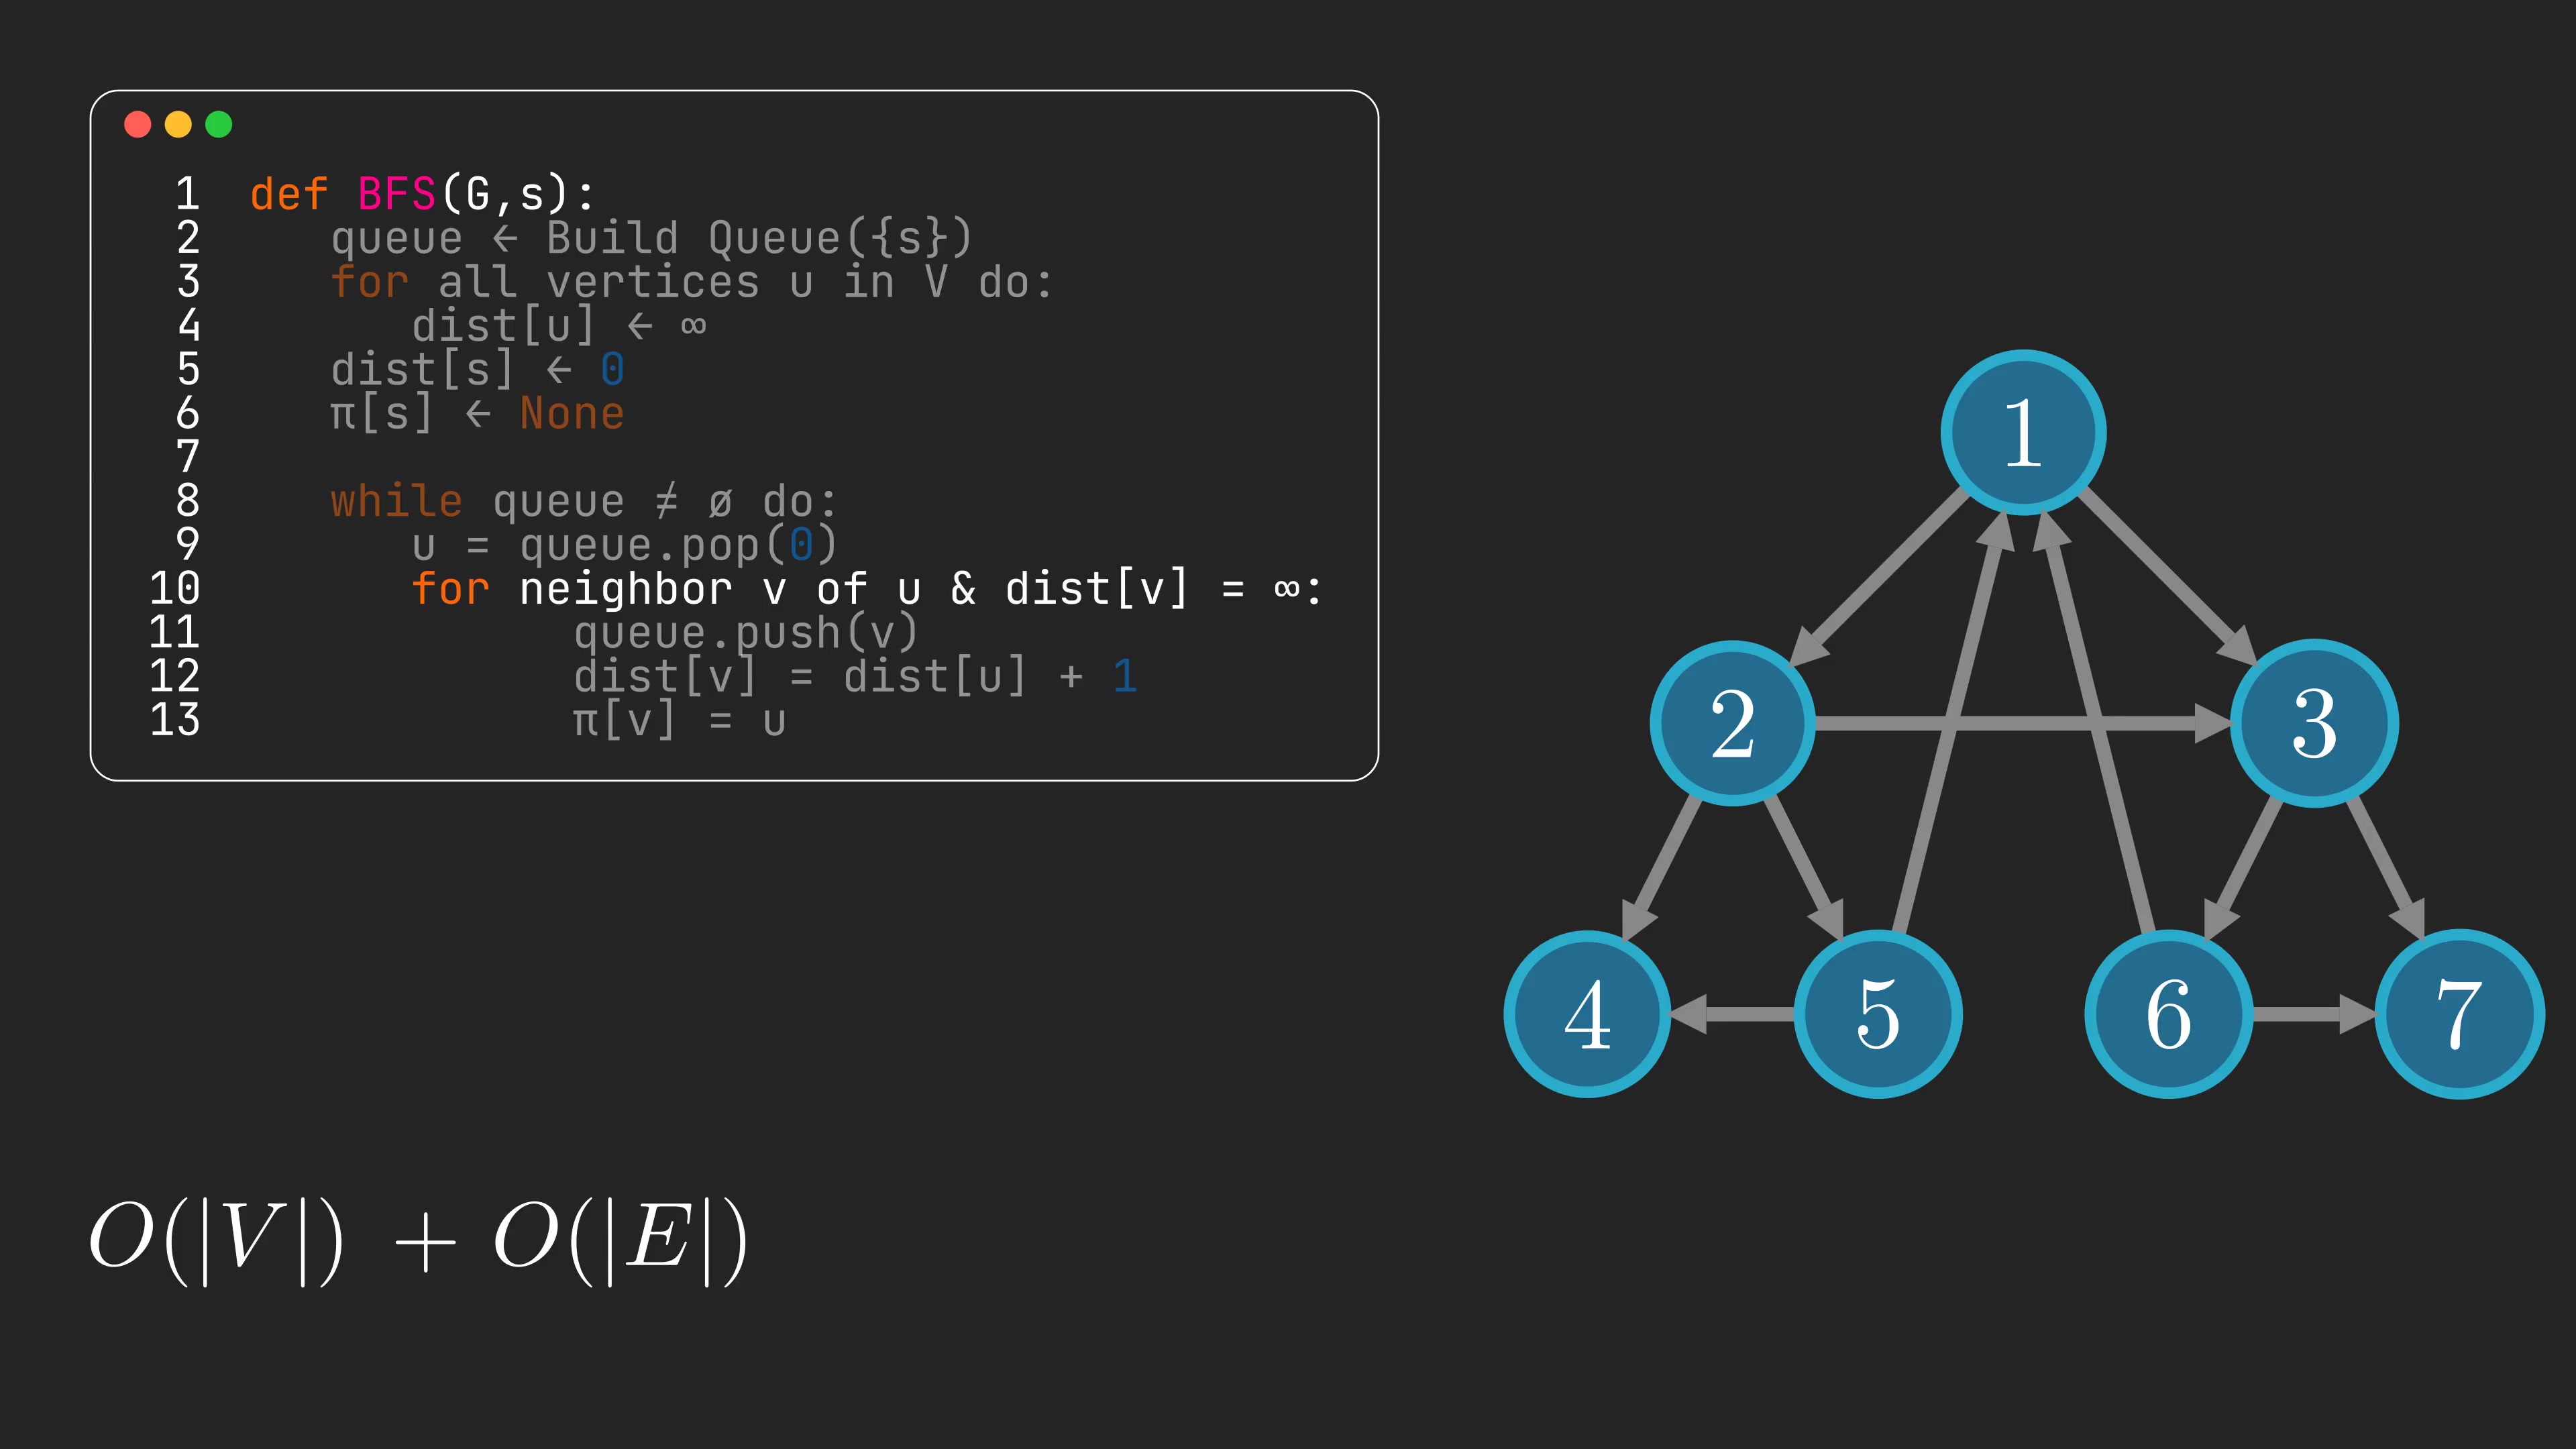 1 def BFS(G,s):
2 queue ← Build Queue({s})
3 for all vertices u in V do:
4 dist[u] ← ∞
5 dist[s] ← 0
6 π[s] ← None
7
8 while queue ≠ ø do:
9 u = queue.pop(0)
10 for neighbor v of u & dist[v] = ∞:
11 queue.push(v)
12 dist[v] = dist[u] + 1
13 π[v] = u
1
2 3
4 5 6 7
O(|V|) + O(|E|)